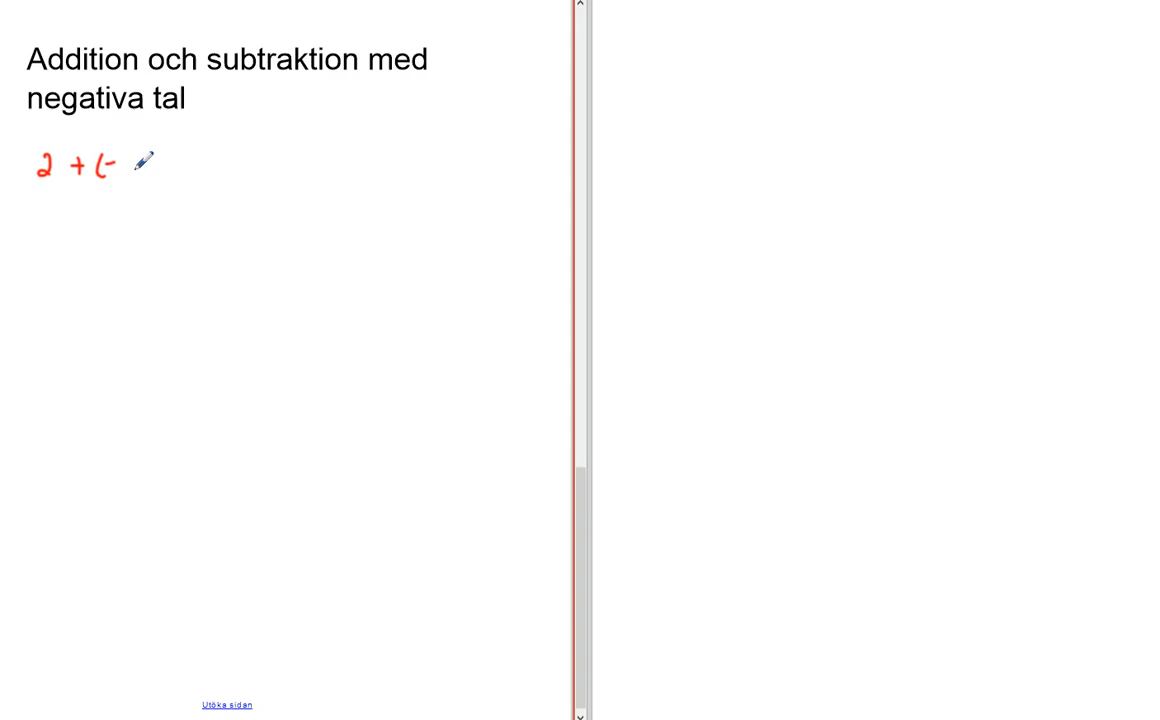 Addition och subtraktion med
negativa tal
2 + (-
Utöka sidan